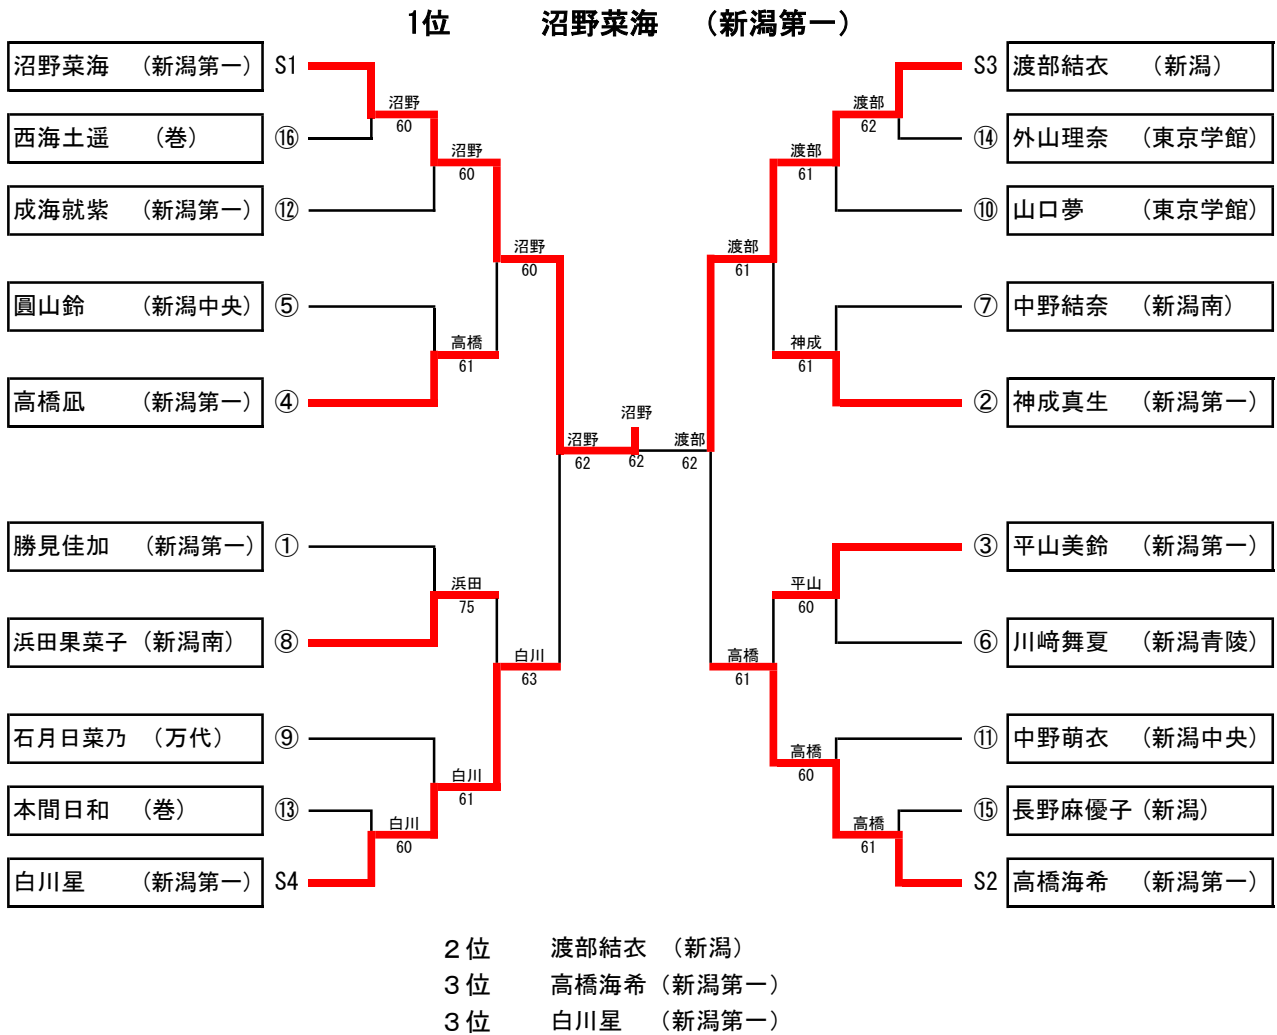 1位 沼野菜海 （新潟第一）
沼野菜海 （新潟第一） S1
西海土遥 （巻） ⑯
成海就紫 （新潟第一） ⑫
圓山鈴 （新潟中央） ⑤
高橋凪 （新潟第一） ④
勝見佳加 （新潟第一） ①
浜田果菜子 （新潟南） ⑧
石月日菜乃 （万代） ⑨
本間日和 （巻） ⑬
白川星 （新潟第一） S4
沼野
60
沼野
60
沼野
60
高橋
61
沼野
62
浜田
75
白川
63
白川
61
白川
60
沼野
62
渡部
62
渡部
62
渡部
61
渡部
61
神成
61
平山
60
高橋
61
高橋
60
高橋
61
S3 渡部結衣 （新潟）
⑭ 外山理奈 （東京学館）
⑩ 山口夢 （東京学館）
⑦ 中野結奈 （新潟南）
② 神成真生 （新潟第一）
③ 平山美鈴 （新潟第一）
⑥ 川﨑舞夏 （新潟青陵）
⑪ 中野萌衣 （新潟中央）
⑮ 長野麻優子 （新潟）
S2 高橋海希 （新潟第一）
２位 渡部結衣 （新潟）
３位 高橋海希 （新潟第一）
３位 白川星 （新潟第一）